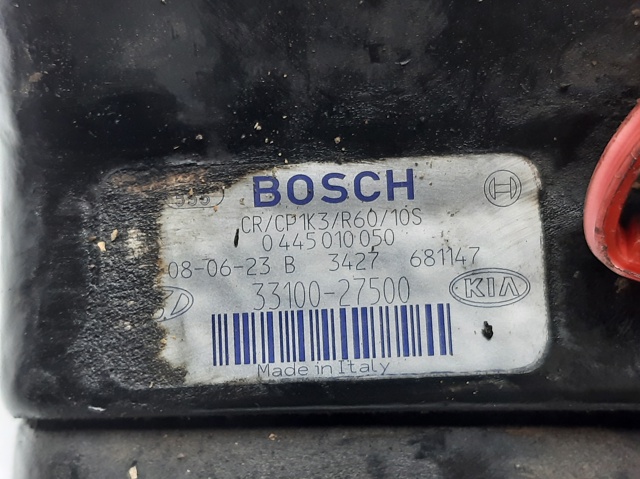 555 BOSCH
CR/CP1K3/R60/10S
0 445 010 050
08-06-23 B 3427 681147
33100-27500 KIA
Made in Italy